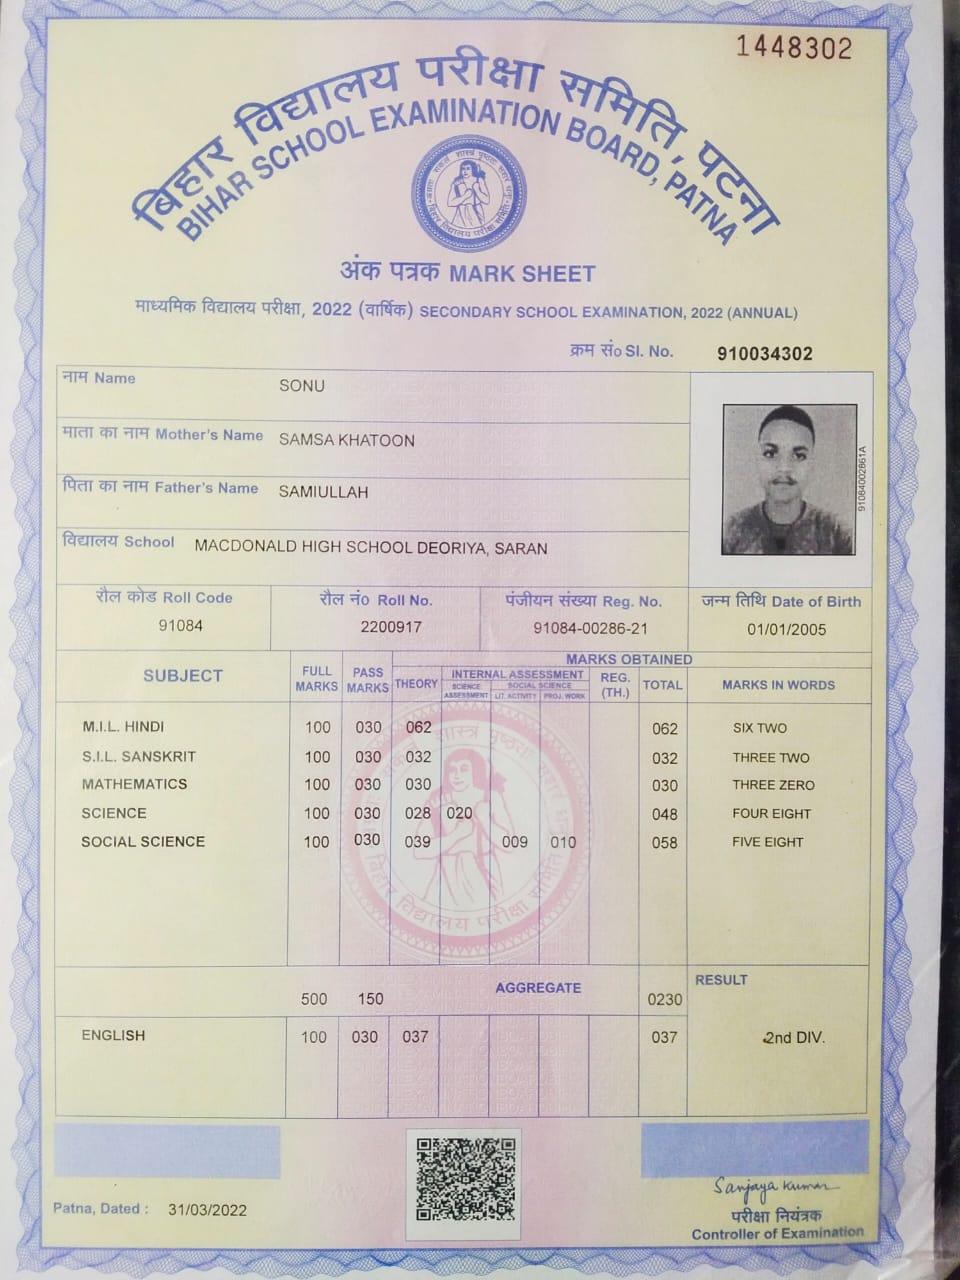 1448302
बिहार विद्यालय परीक्षा समिति, पटना
BIHAR SCHOOL EXAMINATION BOARD, PATNA
अंक पत्रक MARK SHEET
माध्यमिक विद्यालय परीक्षा, 2022 (वार्षिक) SECONDARY SCHOOL EXAMINATION, 2022 (ANNUAL)
क्रम सं० Sl. No. 910034302
नाम Name SONU
माता का नाम Mother's Name SAMSA KHATOON
पिता का नाम Father's Name SAMIULLAH
विद्यालय School MACDONALD HIGH SCHOOL DEORIYA, SARAN
910840028661A
रौल कोड Roll Code रौल नं० Roll No. पंजीयन संख्या Reg. No. जन्म तिथि Date of Birth
91084 2200917 91084-00286-21 01/01/2005
SUBJECT FULL MARKS PASS MARKS MARKS OBTAINED
THEORY INTERNAL ASSESSMENT REG. (TH.) TOTAL MARKS IN WORDS
SCIENCE ASSESSMENT SOCIAL SCIENCE
LIT. ACTIVITY PROJ. WORK
M.I.L. HINDI 100 030 062 062 SIX TWO
S.I.L. SANSKRIT 100 030 032 032 THREE TWO
MATHEMATICS 100 030 030 030 THREE ZERO
SCIENCE 100 030 028 020 048 FOUR EIGHT
SOCIAL SCIENCE 100 030 039 009 010 058 FIVE EIGHT
बिहार विद्यालय परीक्षा समिति
AGGREGATE RESULT
500 150 0230
ENGLISH 100 030 037 037 2nd DIV.
Patna, Dated : 31/03/2022
Sanjaya Kumar
परीक्षा नियंत्रक
Controller of Examination